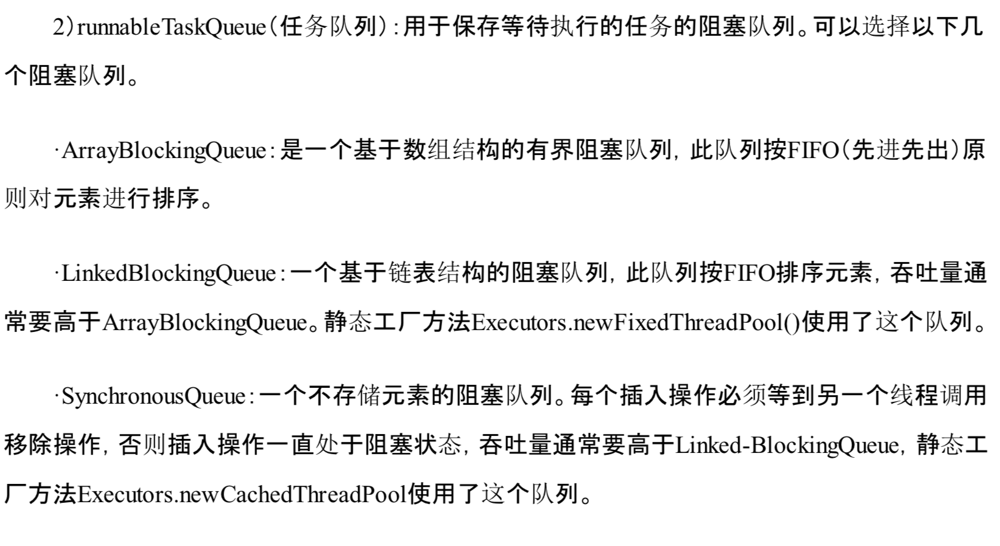 2)runnableTaskQueue(任务队列):用于保存等待执行的任务的阻塞队列。可以选择以下几
个阻塞队列。
·ArrayBlockingQueue:是一个基于数组结构的有界阻塞队列,此队列按FIFO(先进先出)原
则对元素进行排序。
·LinkedBlockingQueue:一个基于链表结构的阻塞队列,此队列按FIFO排序元素,吞吐量通
常要高于ArrayBlockingQueue。静态工厂方法Executors.newFixedThreadPool()使用了这个队列。
·SynchronousQueue:一个不存储元素的阻塞队列。每个插入操作必须等到另一个线程调用
移除操作,否则插入操作一直处于阻塞状态,吞吐量通常要高于Linked-BlockingQueue,静态工
厂方法Executors.newCachedThreadPool使用了这个队列。